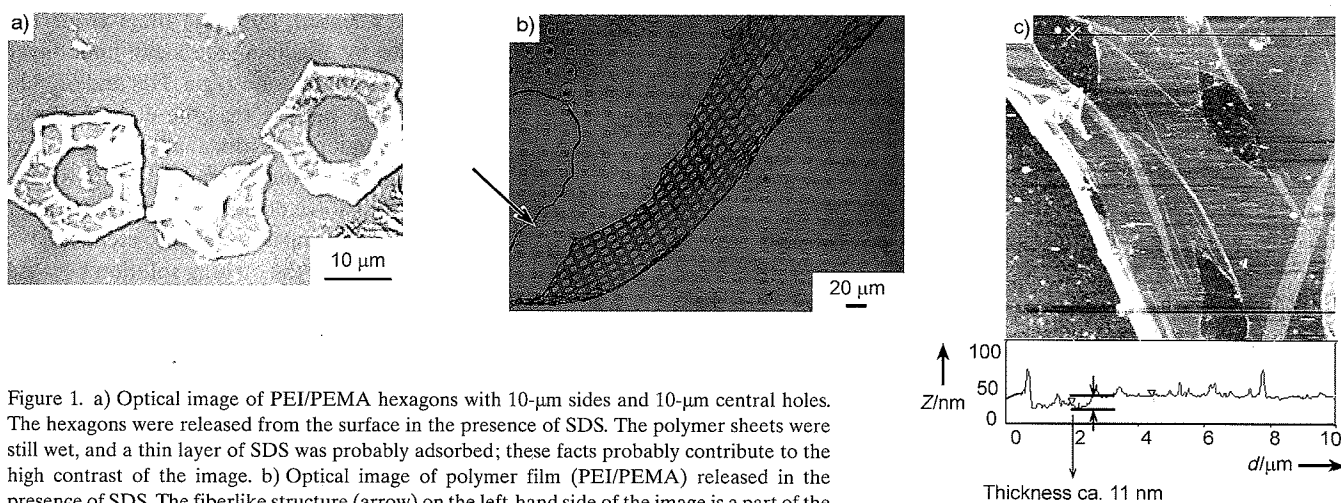 a)
10 µm
b)
20 µm
c)
100
50
0
Z/nm
0 2 4 6 8 10
d/µm
Thickness ca. 11 nm
Figure 1. a) Optical image of PEI/PEMA hexagons with 10-µm sides and 10-µm central holes.
The hexagons were released from the surface in the presence of SDS. The polymer sheets were
still wet, and a thin layer of SDS was probably adsorbed; these facts probably contribute to the
high contrast of the image. b) Optical image of polymer film (PEI/PEMA) released in the
presence of SDS. The fiberlike structure (arrow) on the left-hand side of the image is a part of the